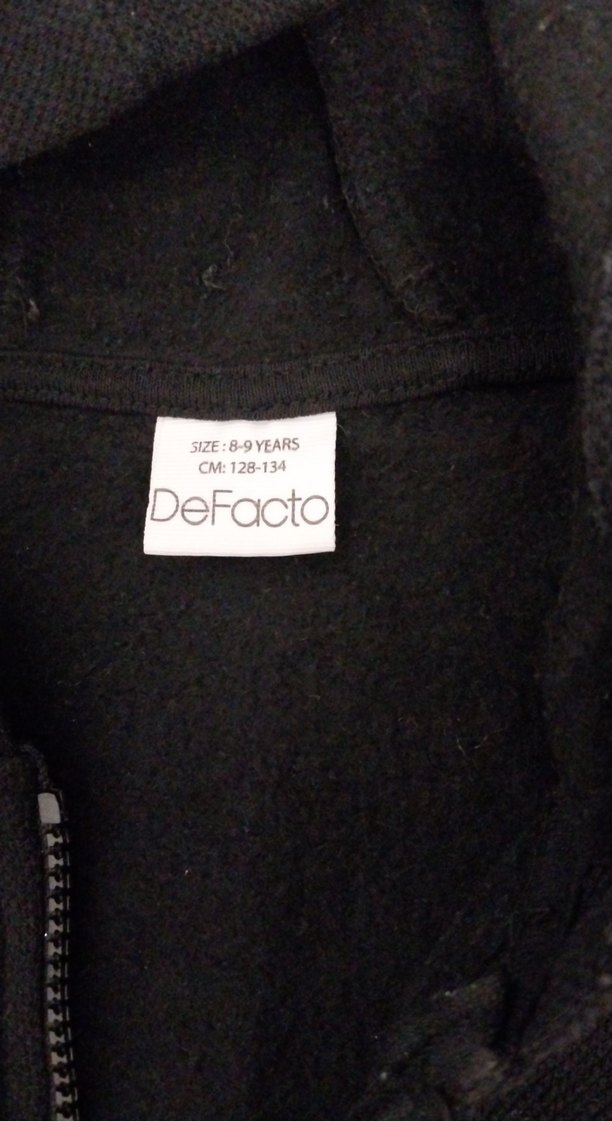 SIZE : 8-9 YEARS
CM: 128-134
DeFacto